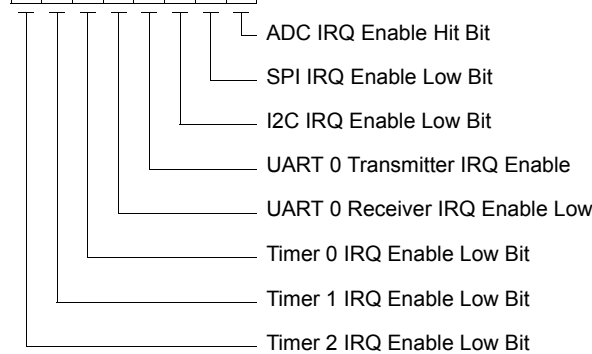 ADC IRQ Enable Hit Bit
SPI IRQ Enable Low Bit
I2C IRQ Enable Low Bit
UART 0 Transmitter IRQ Enable
UART 0 Receiver IRQ Enable Low
Timer 0 IRQ Enable Low Bit
Timer 1 IRQ Enable Low Bit
Timer 2 IRQ Enable Low Bit